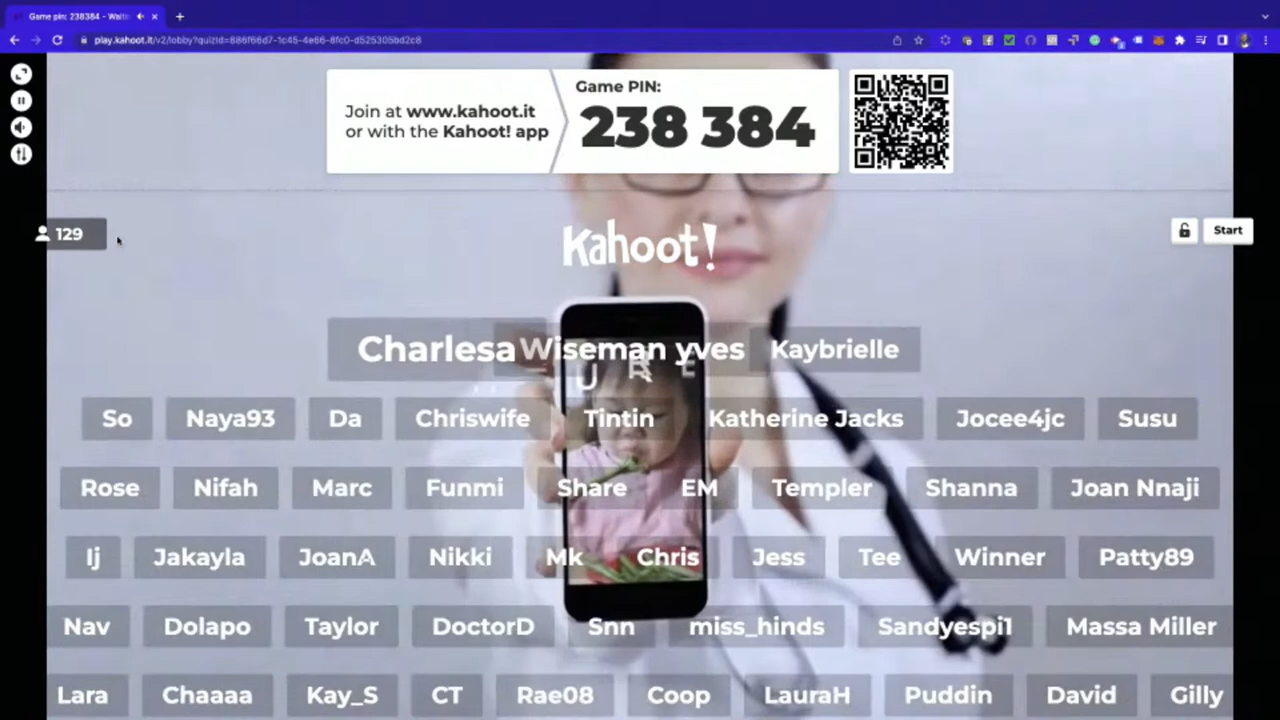 Game pin: 238384 - Waiti
play.kahoot.it/v2/lobby?quizId=886f66d7-1c45-4e66-8fc0-d525305bd2c8
Join at www.kahoot.it
or with the Kahoot! app
Game PIN:
238 384
129
Kahoot!
Start
Charlesa Wiseman yves Kaybrielle
U R E
So Naya93 Da Chriswife Tintin Katherine Jacks Jocee4jc Susu
Rose Nifah Marc Funmi Share EM Templer Shanna Joan Nnaji
Ij Jakayla JoanA Nikki Mk Chris Jess Tee Winner Patty89
Nav Dolapo Taylor DoctorD Snn miss_hinds Sandyespi1 Massa Miller
Lara Chaaaa Kay_S CT Rae08 Coop LauraH Puddin David Gilly